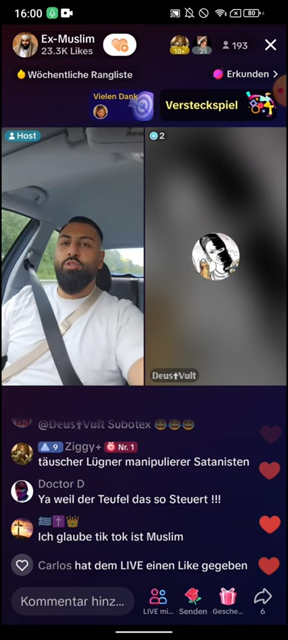 16:00
80
Ex-Muslim
23.3K Likes
193
Wöchentliche Rangliste
Erkunden >
Vielen Dank
Versteckspiel
Host
2
Deus✝Vult
@Deus✝Vult Subotex 😂😂😂
9 Ziggy+ Nr. 1
täuscher Lügner manipulierer Satanisten
Doctor D
Ya weil der Teufel das so Steuert !!!
🇬🇷✝️👑
Ich glaube tik tok ist Muslim
Carlos hat dem LIVE einen Like gegeben
Kommentar hinz...
LIVE mi...
Senden
Gesche...
6